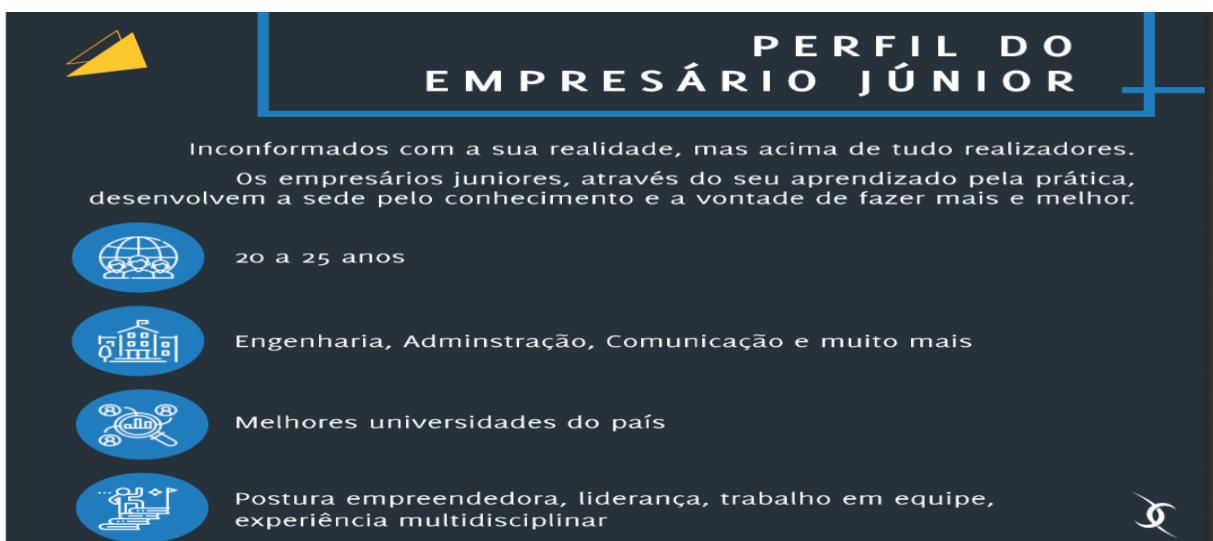 PERFIL DO
EMPRESÁRIO JÚNIOR
Inconformados com a sua realidade, mas acima de tudo realizadores.
Os empresários juniores, através do seu aprendizado pela prática,
desenvolvem a sede pelo conhecimento e a vontade de fazer mais e melhor.
20 a 25 anos
Engenharia, Adminstração, Comunicação e muito mais
Melhores universidades do país
Postura empreendedora, liderança, trabalho em equipe,
experiência multidisciplinar